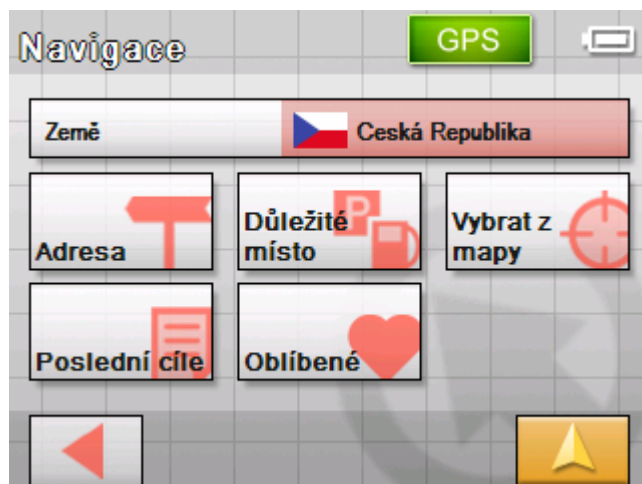 Navigace
GPS
Země
Ceská Republika
Adresa
Důležité
místo
P
Vybrat z
mapy
Poslední cíle
Oblíbené